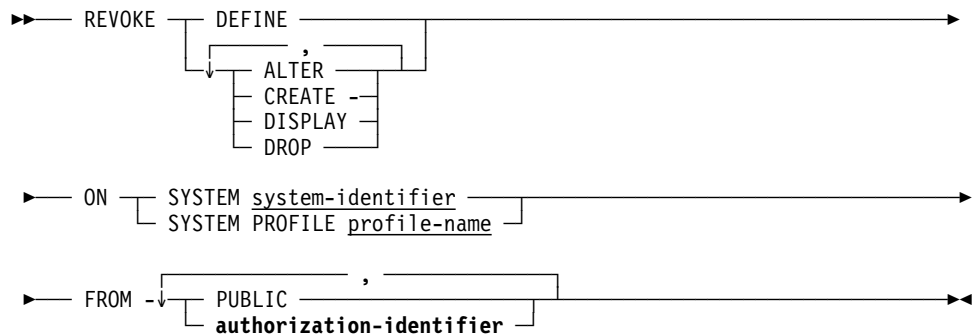 REVOKE DEFINE
,
ALTER
CREATE
DISPLAY
DROP
ON SYSTEM system-identifier
SYSTEM PROFILE profile-name
,
FROM PUBLIC
authorization-identifier